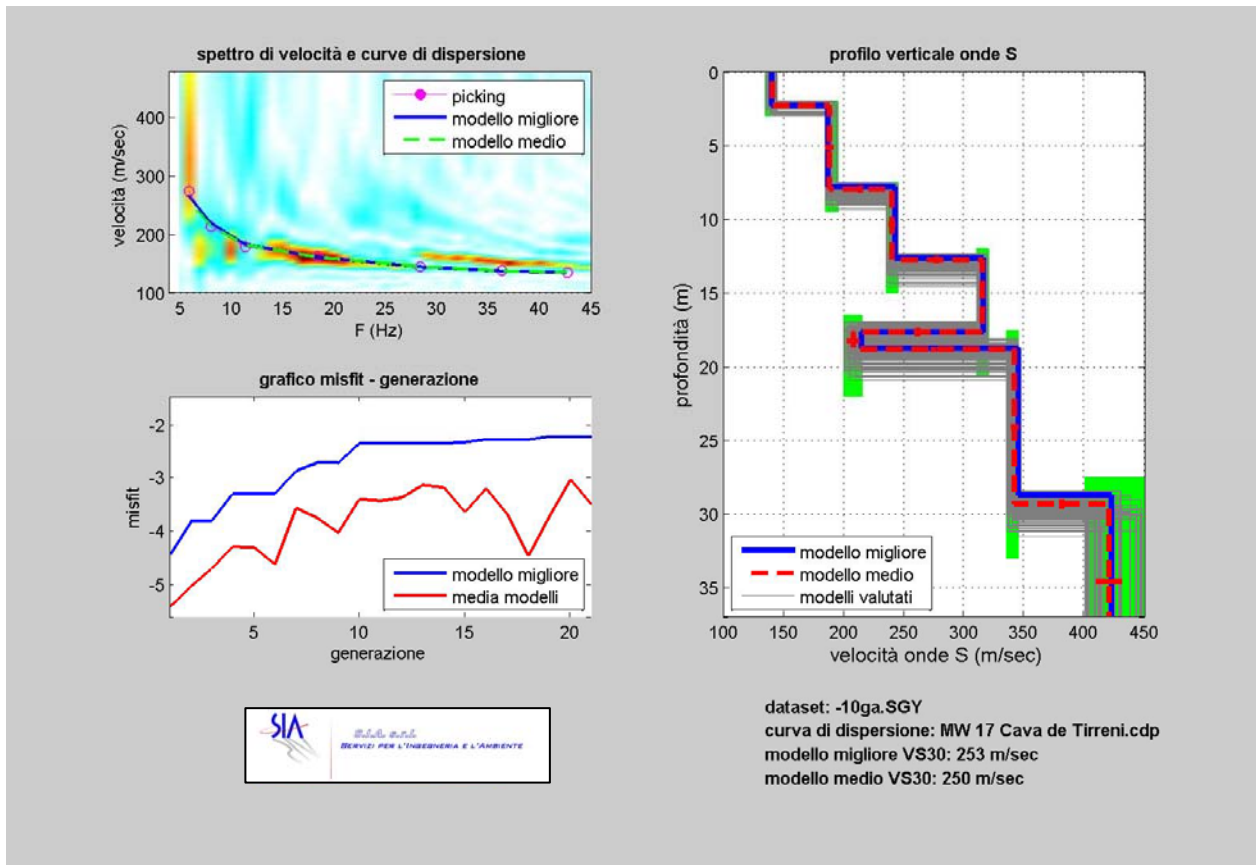 spettro di velocità e curve di dispersione
velocità (m/sec)
400
300
200
100
picking
modello migliore
modello medio
5 10 15 20 25 30 35 40 45
F (Hz)
grafico misfit - generazione
misfit
-2
-3
-4
-5
modello migliore
media modelli
5 10 15 20
generazione
SIA
S.I.A. s.r.l.
SERVIZI PER L'INGEGNERIA E L'AMBIENTE
profilo verticale onde S
profondità (m)
0
5
10
15
20
25
30
35
modello migliore
modello medio
modelli valutati
100 150 200 250 300 350 400 450
velocità onde S (m/sec)
dataset: -10ga.SGY
curva di dispersione: MW 17 Cava de Tirreni.cdp
modello migliore VS30: 253 m/sec
modello medio VS30: 250 m/sec